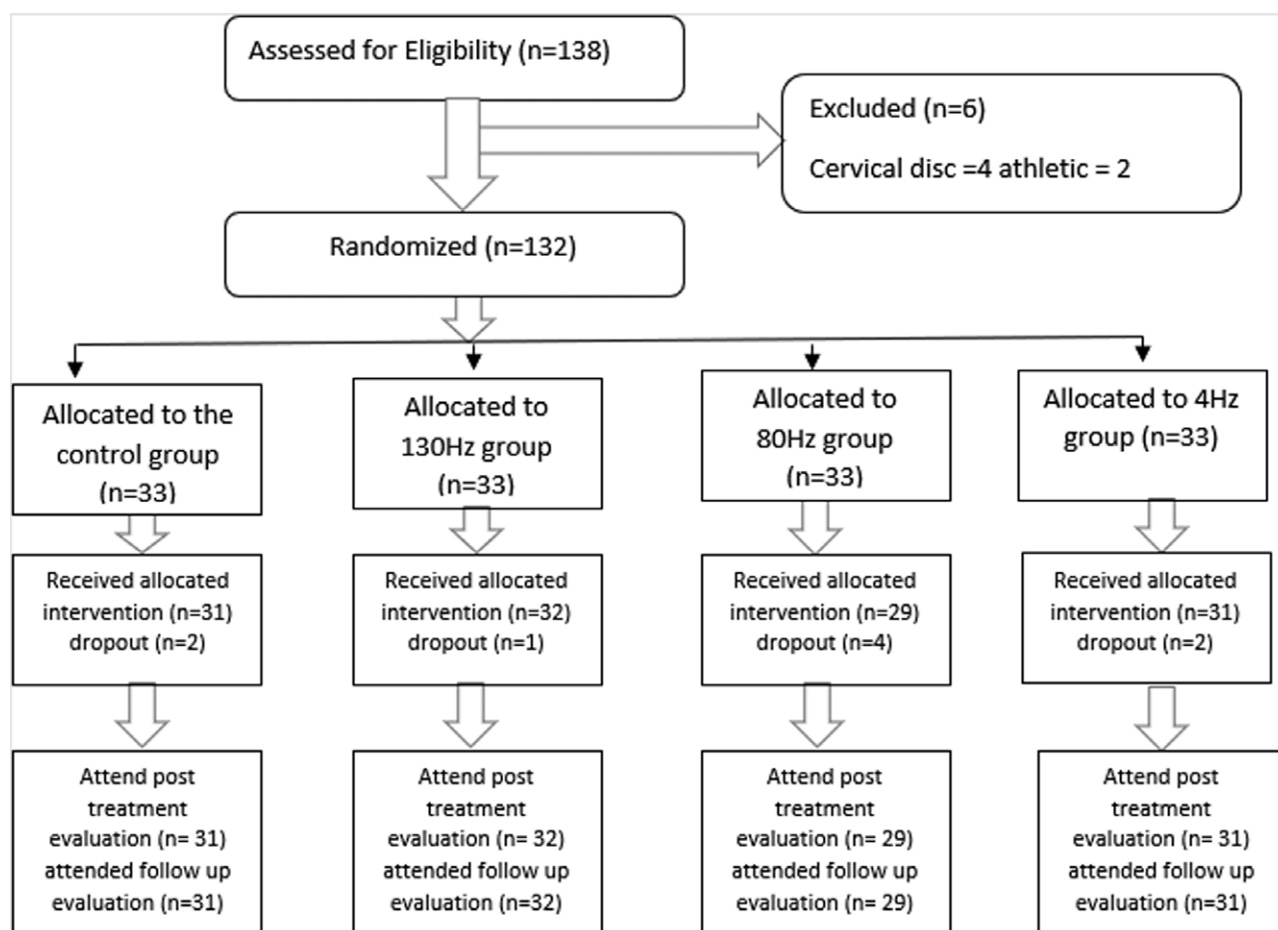 Assessed for Eligibility (n=138)
Excluded (n=6)
Cervical disc =4 athletic = 2
Randomized (n=132)
Allocated to the
control group
(n=33)
Allocated to
130Hz group
(n=33)
Allocated to
80Hz group
(n=33)
Allocated to 4Hz
group (n=33)
Received allocated
intervention (n=31)
dropout (n=2)
Received allocated
intervention (n=32)
dropout (n=1)
Received allocated
intervention (n=29)
dropout (n=4)
Received allocated
intervention (n=31)
dropout (n=2)
Attend post
treatment
evaluation (n= 31)
attended follow up
evaluation (n=31)
Attend post
treatment
evaluation (n= 32)
attended follow up
evaluation (n=32)
Attend post
treatment
evaluation (n= 29)
attended follow up
evaluation (n= 29)
Attend post
treatment
evaluation (n= 31)
attended follow up
evaluation (n=31)